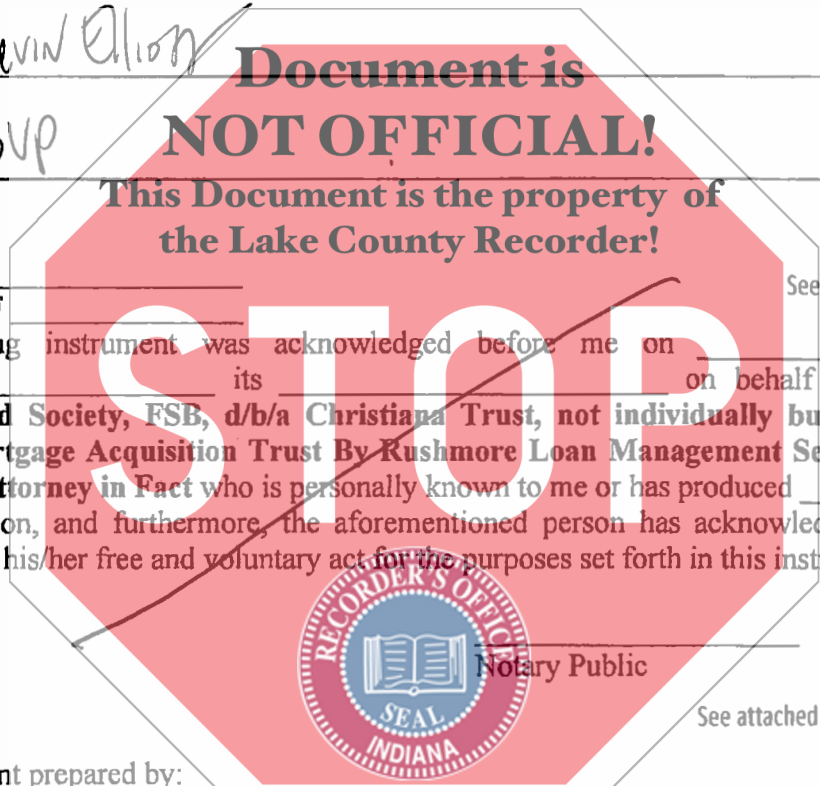 evin Elliott
Document is
VP
NOT OFFICIAL!
This Document is the property of
the Lake County Recorder!
See
STOP
g instrument was acknowledged before me on
its on behalf
d Society, FSB, d/b/a Christiana Trust, not individually bu
rtgage Acquisition Trust By Rushmore Loan Management Se
ttorney in Fact who is personally known to me or has produced
on, and furthermore, the aforementioned person has acknowled
his/her free and voluntary act for the purposes set forth in this instr
RECORDER'S OFFICE
SEAL
INDIANA
Notary Public
See attached
nt prepared by: